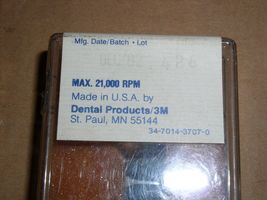 Mfg. Date/Batch • Lot
MAX. 21,000 RPM
Made in U.S.A. by
Dental Products/3M
St. Paul, MN 55144
34-7014-3707-0